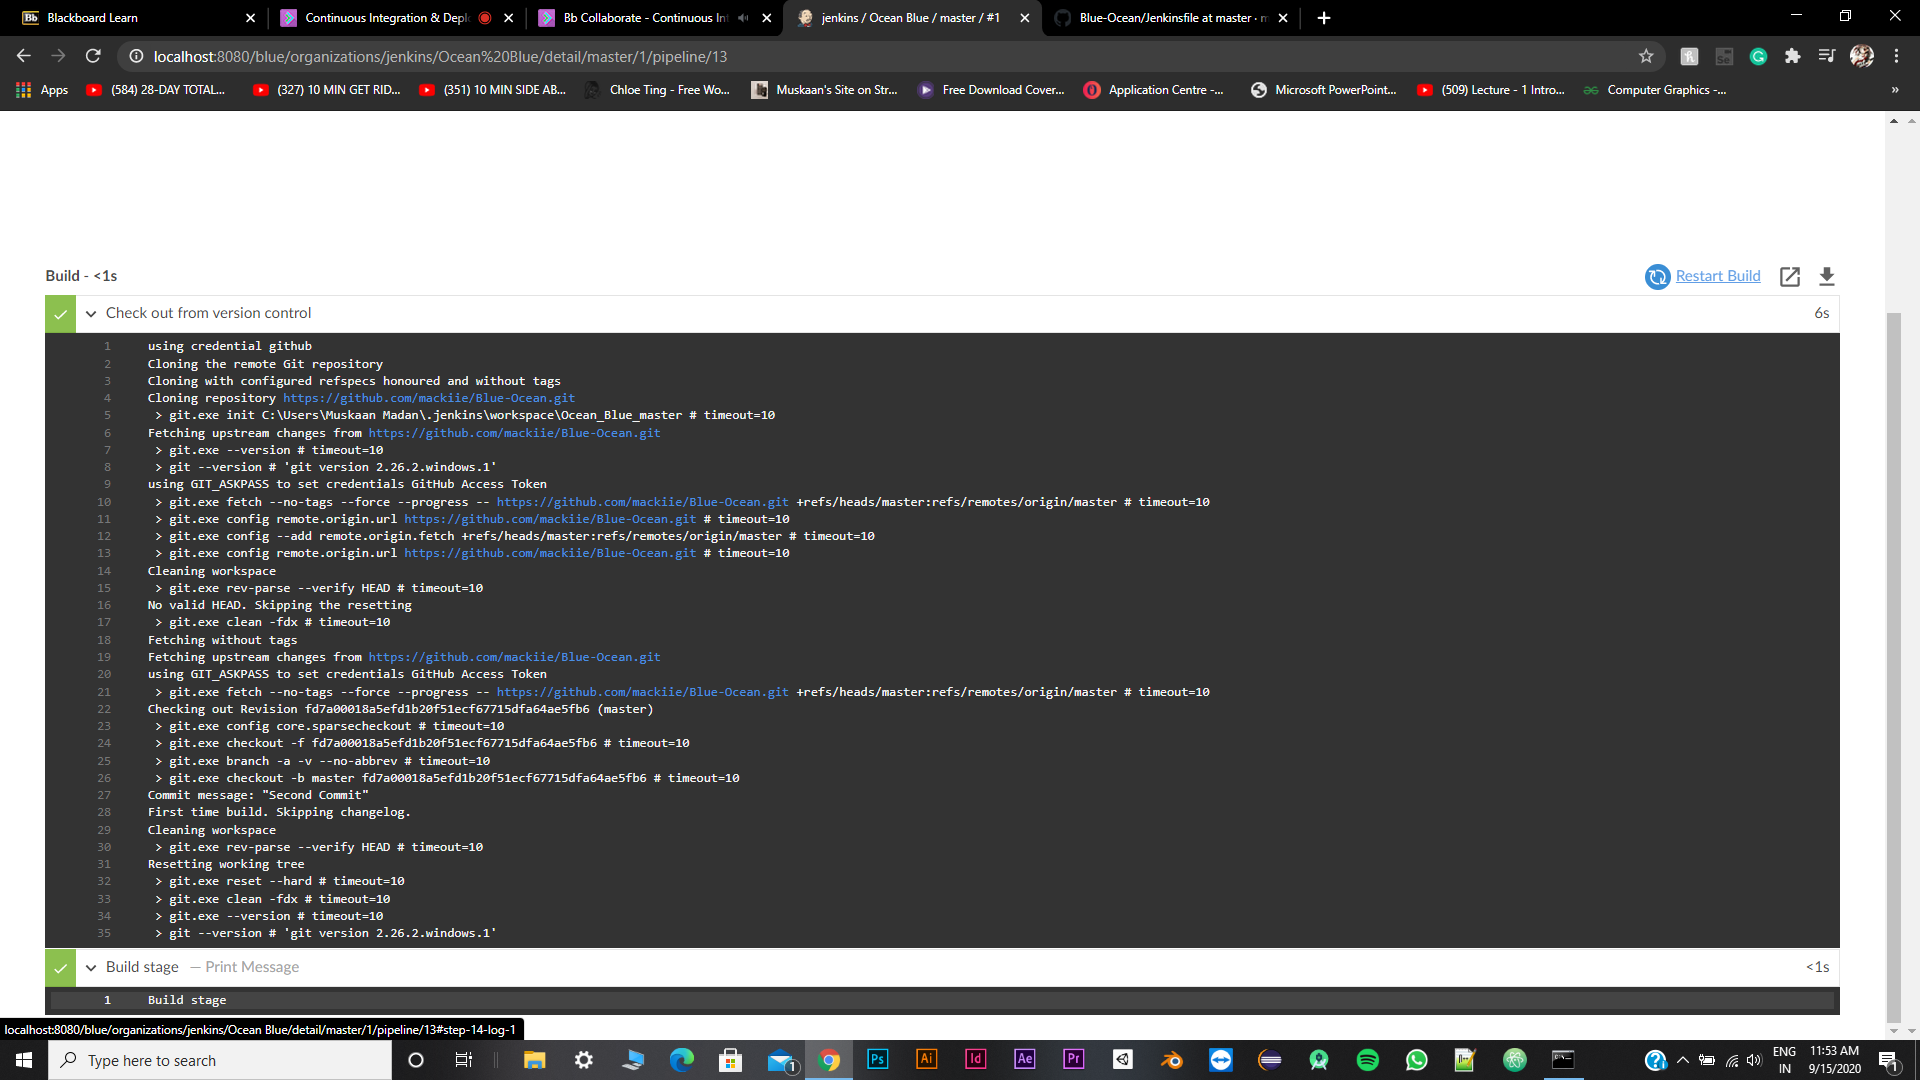 Blackboard Learn
Continuous Integration & Depl
Bb Collaborate - Continuous In
jenkins / Ocean Blue / master / #1
Blue-Ocean/Jenkinsfile at master · m
localhost:8080/blue/organizations/jenkins/Ocean%20Blue/detail/master/1/pipeline/13
Apps
(584) 28-DAY TOTAL...
(327) 10 MIN GET RID...
(351) 10 MIN SIDE AB...
Chloe Ting - Free Wo...
Muskaan's Site on Str...
Free Download Cover...
Application Centre -...
Microsoft PowerPoint...
(509) Lecture - 1 Intro...
Computer Graphics -...
»
Build - <1s
Restart Build
Check out from version control 6s
1 using credential github
2 Cloning the remote Git repository
3 Cloning with configured refspecs honoured and without tags
4 Cloning repository https://github.com/mackiie/Blue-Ocean.git
5 > git.exe init C:\Users\Muskaan Madan\.jenkins\workspace\Ocean_Blue_master # timeout=10
6 Fetching upstream changes from https://github.com/mackiie/Blue-Ocean.git
7 > git.exe --version # timeout=10
8 > git --version # 'git version 2.26.2.windows.1'
9 using GIT_ASKPASS to set credentials GitHub Access Token
10 > git.exe fetch --no-tags --force --progress -- https://github.com/mackiie/Blue-Ocean.git +refs/heads/master:refs/remotes/origin/master # timeout=10
11 > git.exe config remote.origin.url https://github.com/mackiie/Blue-Ocean.git # timeout=10
12 > git.exe config --add remote.origin.fetch +refs/heads/master:refs/remotes/origin/master # timeout=10
13 > git.exe config remote.origin.url https://github.com/mackiie/Blue-Ocean.git # timeout=10
14 Cleaning workspace
15 > git.exe rev-parse --verify HEAD # timeout=10
16 No valid HEAD. Skipping the resetting
17 > git.exe clean -fdx # timeout=10
18 Fetching without tags
19 Fetching upstream changes from https://github.com/mackiie/Blue-Ocean.git
20 using GIT_ASKPASS to set credentials GitHub Access Token
21 > git.exe fetch --no-tags --force --progress -- https://github.com/mackiie/Blue-Ocean.git +refs/heads/master:refs/remotes/origin/master # timeout=10
22 Checking out Revision fd7a00018a5efd1b20f51ecf67715dfa64ae5fb6 (master)
23 > git.exe config core.sparsecheckout # timeout=10
24 > git.exe checkout -f fd7a00018a5efd1b20f51ecf67715dfa64ae5fb6 # timeout=10
25 > git.exe branch -a -v --no-abbrev # timeout=10
26 > git.exe checkout -b master fd7a00018a5efd1b20f51ecf67715dfa64ae5fb6 # timeout=10
27 Commit message: "Second Commit"
28 First time build. Skipping changelog.
29 Cleaning workspace
30 > git.exe rev-parse --verify HEAD # timeout=10
31 Resetting working tree
32 > git.exe reset --hard # timeout=10
33 > git.exe clean -fdx # timeout=10
34 > git.exe --version # timeout=10
35 > git --version # 'git version 2.26.2.windows.1'
Build stage — Print Message <1s
1 Build stage
localhost:8080/blue/organizations/jenkins/Ocean Blue/detail/master/1/pipeline/13#step-14-log-1
Type here to search
1
Ps
Ai
Id
Ae
Pr
ENG
IN
11:53 AM
9/15/2020
1